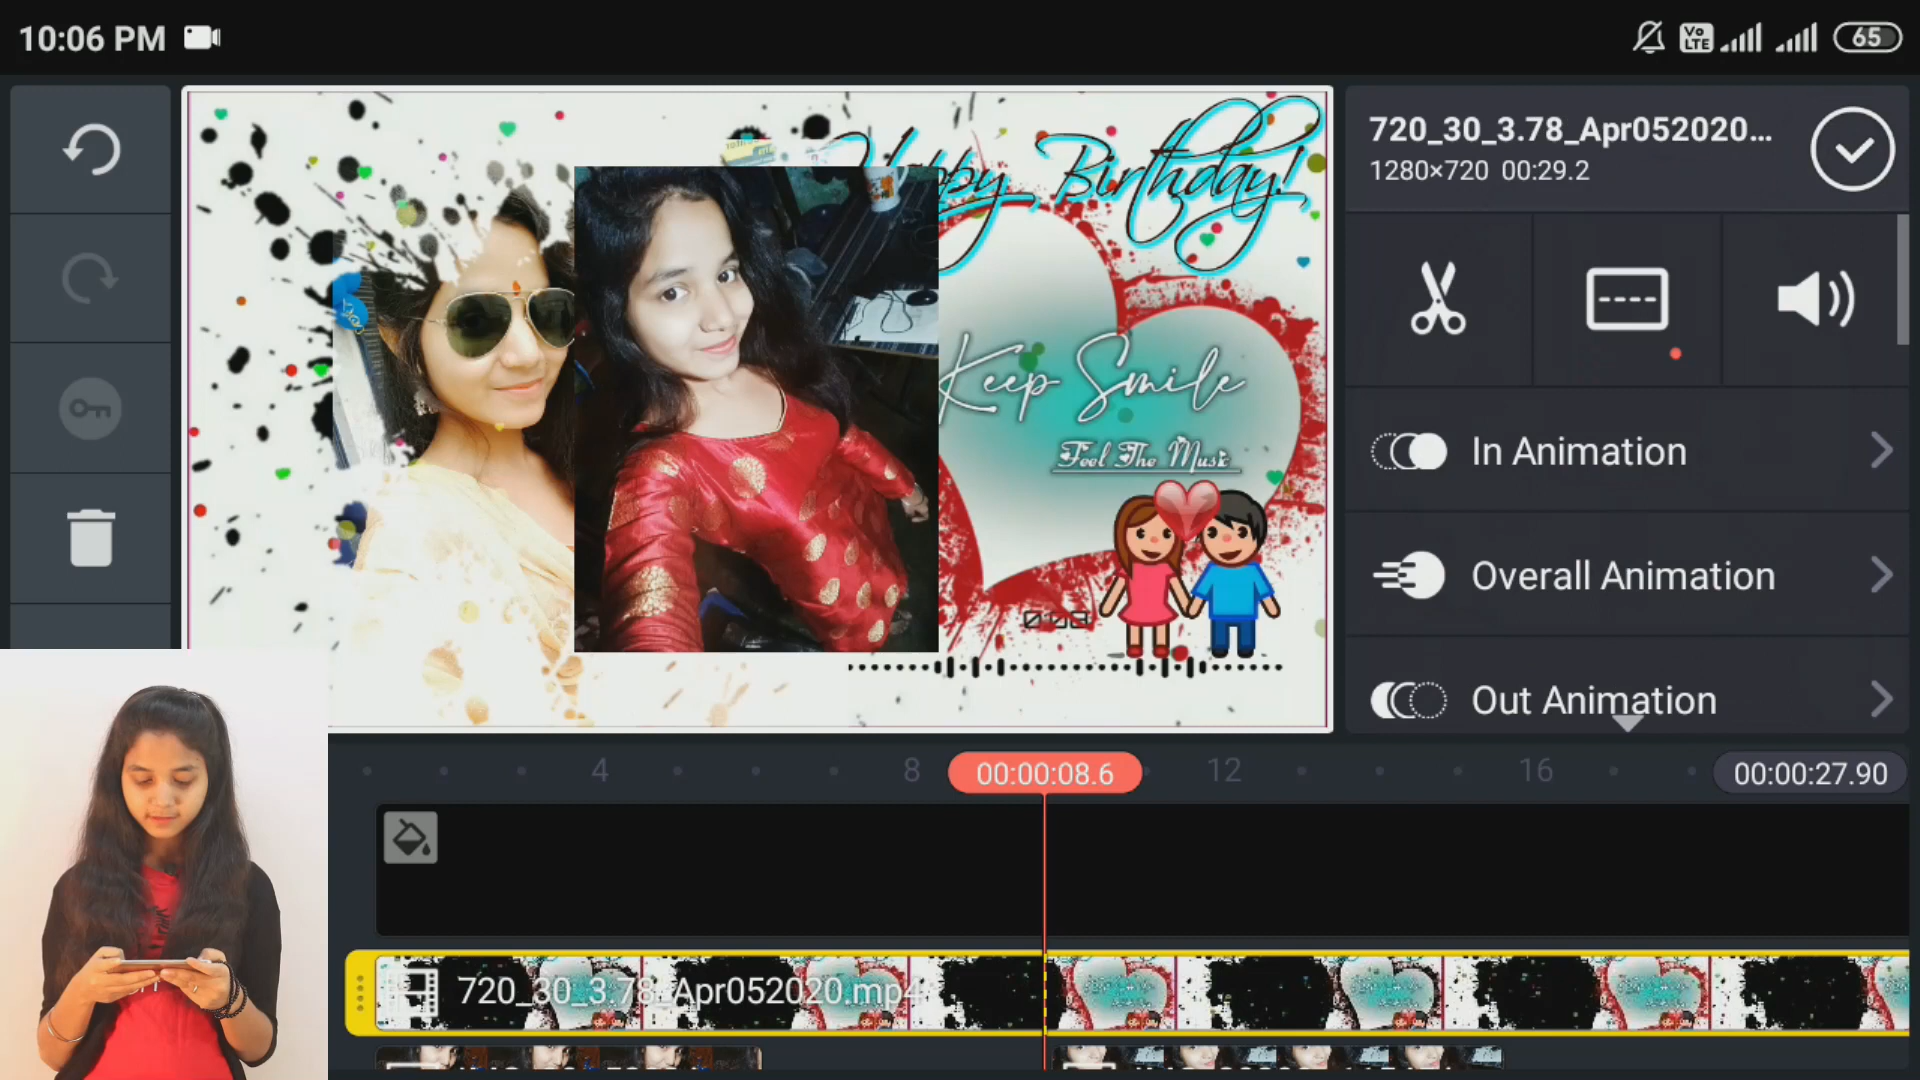 10:06 PM
Vo LTE
65
Happy Birthday!
Keep Smile
Feel The Music
720_30_3.78_Apr052020...
1280×720 00:29.2
In Animation
Overall Animation
Out Animation
4
8
00:00:08.6
12
16
00:00:27.90
720_30_3.78_Apr052020.mp4